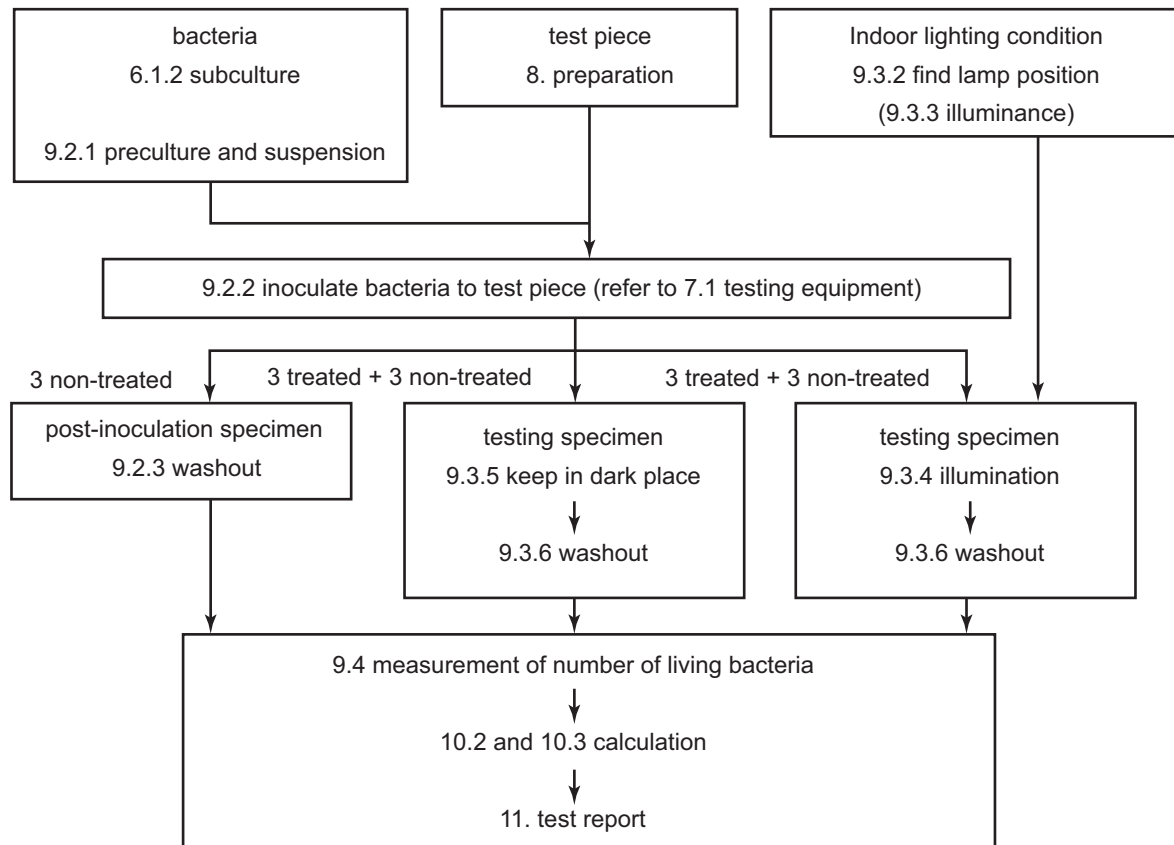 bacteria
6.1.2 subculture
9.2.1 preculture and suspension
test piece
8. preparation
Indoor lighting condition
9.3.2 find lamp position
(9.3.3 illuminance)
9.2.2 inoculate bacteria to test piece (refer to 7.1 testing equipment)
3 non-treated
3 treated + 3 non-treated
3 treated + 3 non-treated
post-inoculation specimen
9.2.3 washout
testing specimen
9.3.5 keep in dark place
9.3.6 washout
testing specimen
9.3.4 illumination
9.3.6 washout
9.4 measurement of number of living bacteria
10.2 and 10.3 calculation
11. test report